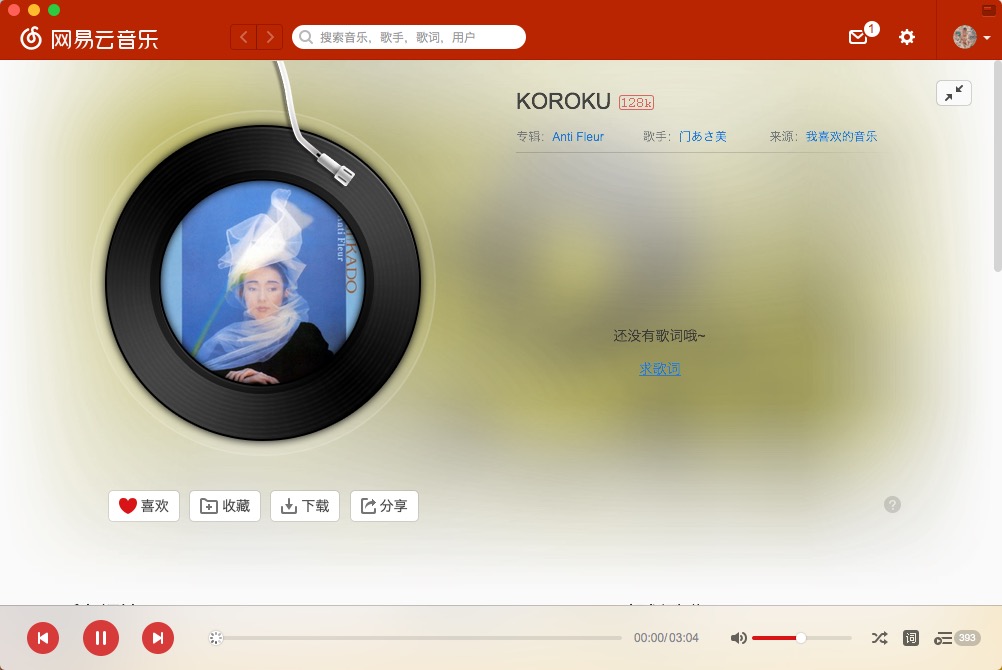 网易云音乐
搜索音乐，歌手，歌词，用户
1
KOROKU 128k
专辑: Anti Fleur 歌手: 门あさ美 来源: 我喜欢的音乐
Anti Fleur
还没有歌词哦~
求歌词
喜欢 收藏 下载 分享
?
00:00/03:04
词
393